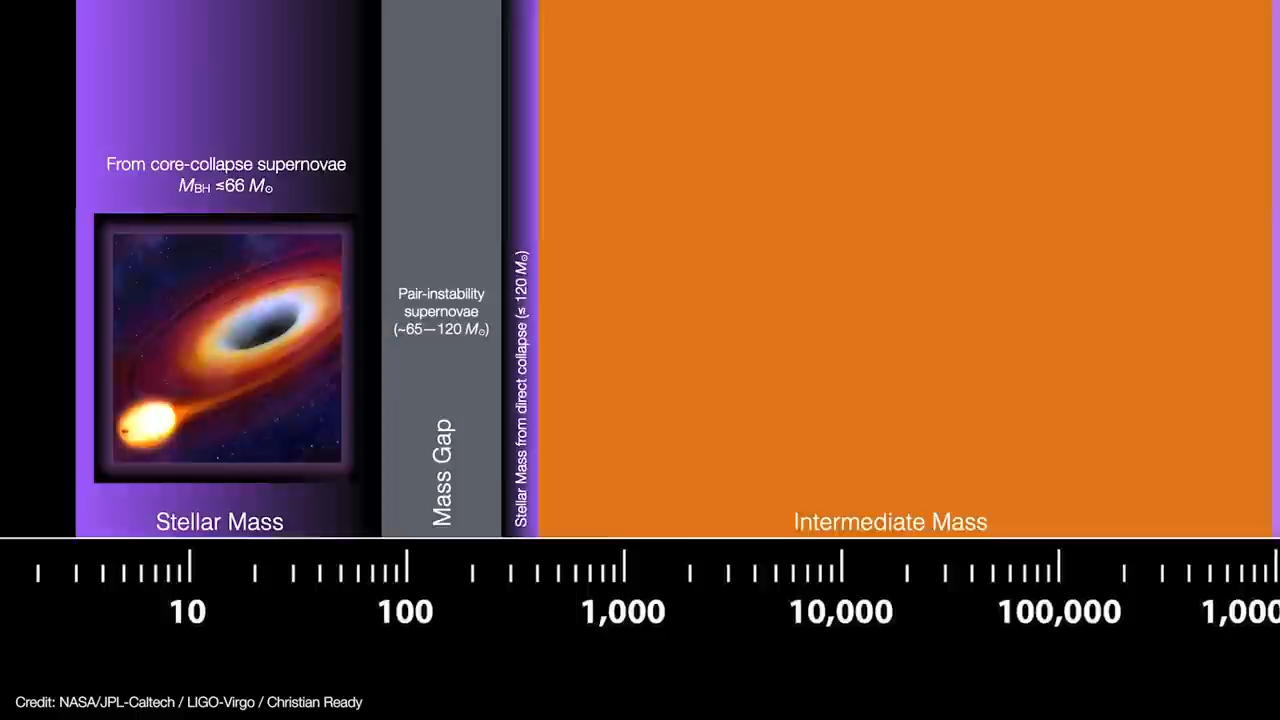 From core-collapse supernovae
MBH ≤66 M☉
Pair-instability
supernovae
(~65—120 M☉)
Mass Gap
Stellar Mass from direct collapse (≤ 120 M☉)
Stellar Mass
Intermediate Mass
10
100
1,000
10,000
100,000
1,000
Credit: NASA/JPL-Caltech / LIGO-Virgo / Christian Ready